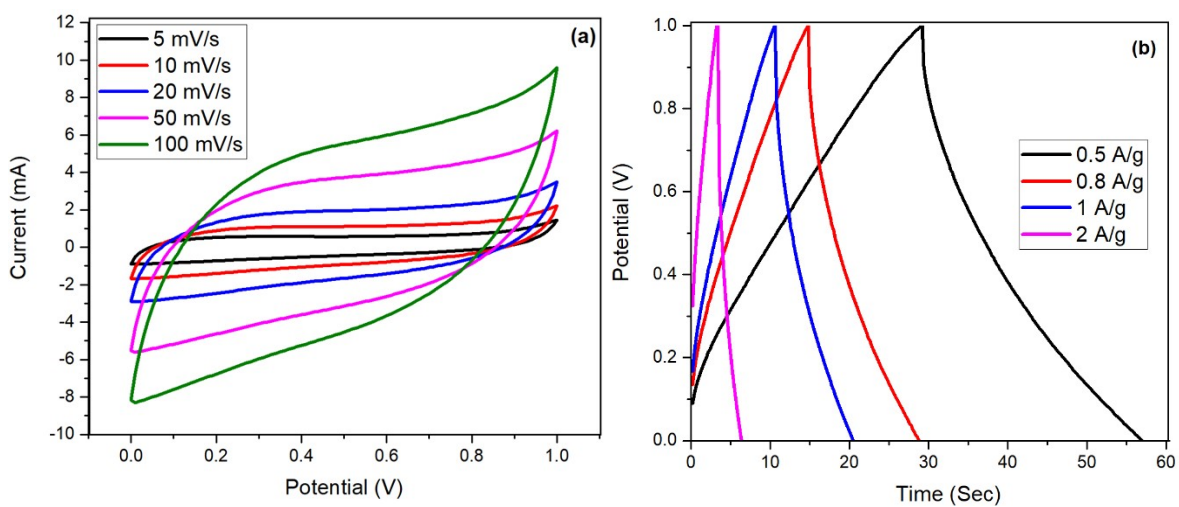 (a)
5 mV/s
10 mV/s
20 mV/s
50 mV/s
100 mV/s
12
10
8
6
4
2
0
-2
-4
-6
-8
-10
Current (mA)
0.0 0.2 0.4 0.6 0.8 1.0
Potential (V)
(b)
0.5 A/g
0.8 A/g
1 A/g
2 A/g
1.0
0.8
0.6
0.4
0.2
0.0
Potential (V)
0 10 20 30 40 50 60
Time (Sec)